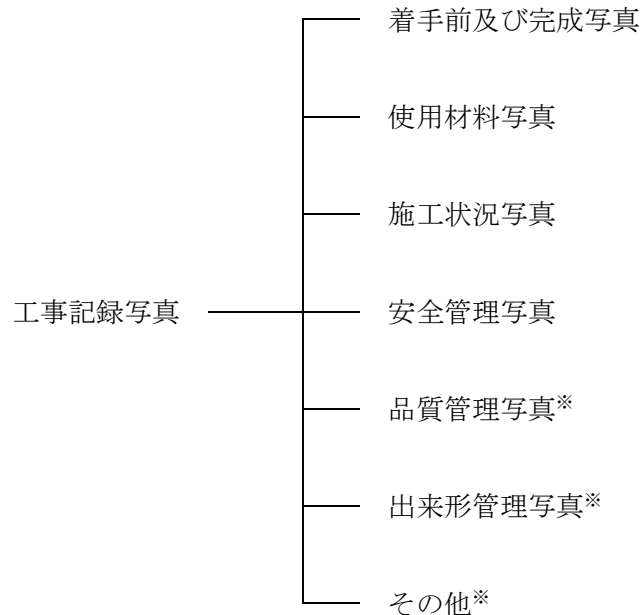 着手前及び完成写真
使用材料写真
施工状況写真
工事記録写真
安全管理写真
品質管理写真※
出来形管理写真※
その他※